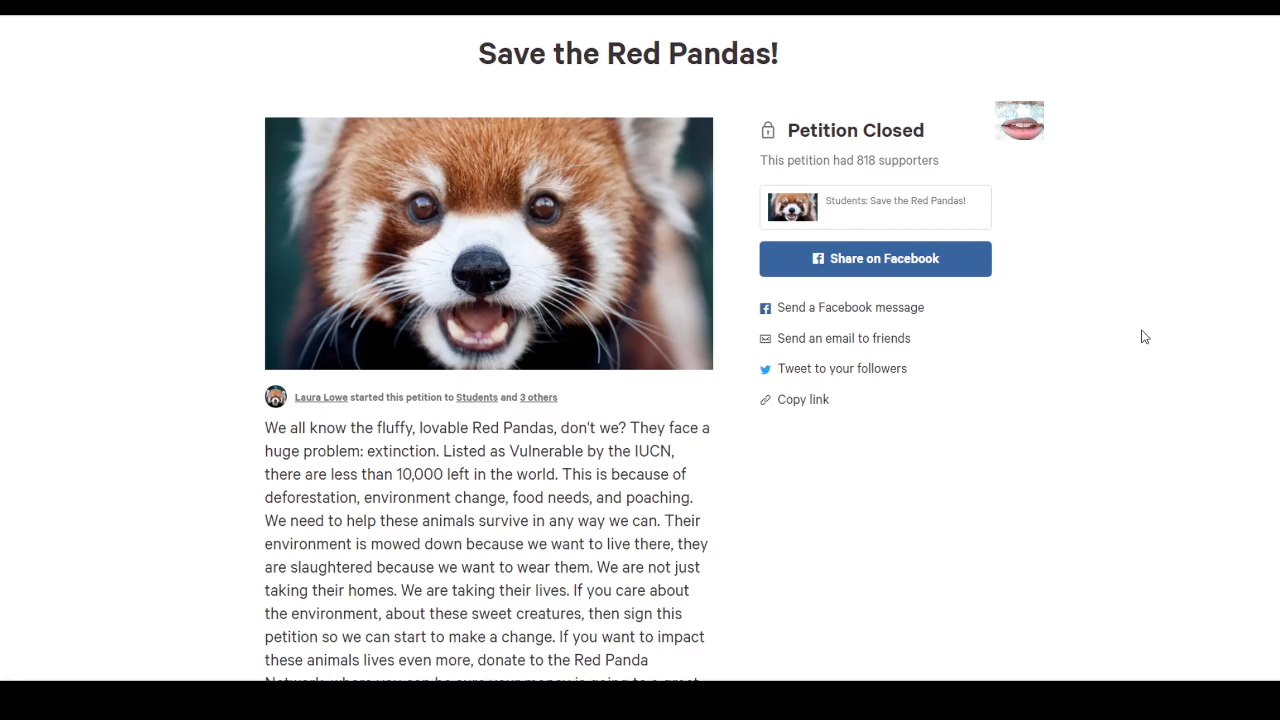 Save the Red Pandas!
Petition Closed
This petition had 818 supporters
Students: Save the Red Pandas!
Share on Facebook
Send a Facebook message
Send an email to friends
Tweet to your followers
Copy link
Laura Lowe started this petition to Students and 3 others
We all know the fluffy, lovable Red Pandas, don't we? They face a
huge problem: extinction. Listed as Vulnerable by the IUCN,
there are less than 10,000 left in the world. This is because of
deforestation, environment change, food needs, and poaching.
We need to help these animals survive in any way we can. Their
environment is mowed down because we want to live there, they
are slaughtered because we want to wear them. We are not just
taking their homes. We are taking their lives. If you care about
the environment, about these sweet creatures, then sign this
petition so we can start to make a change. If you want to impact
these animals lives even more, donate to the Red Panda